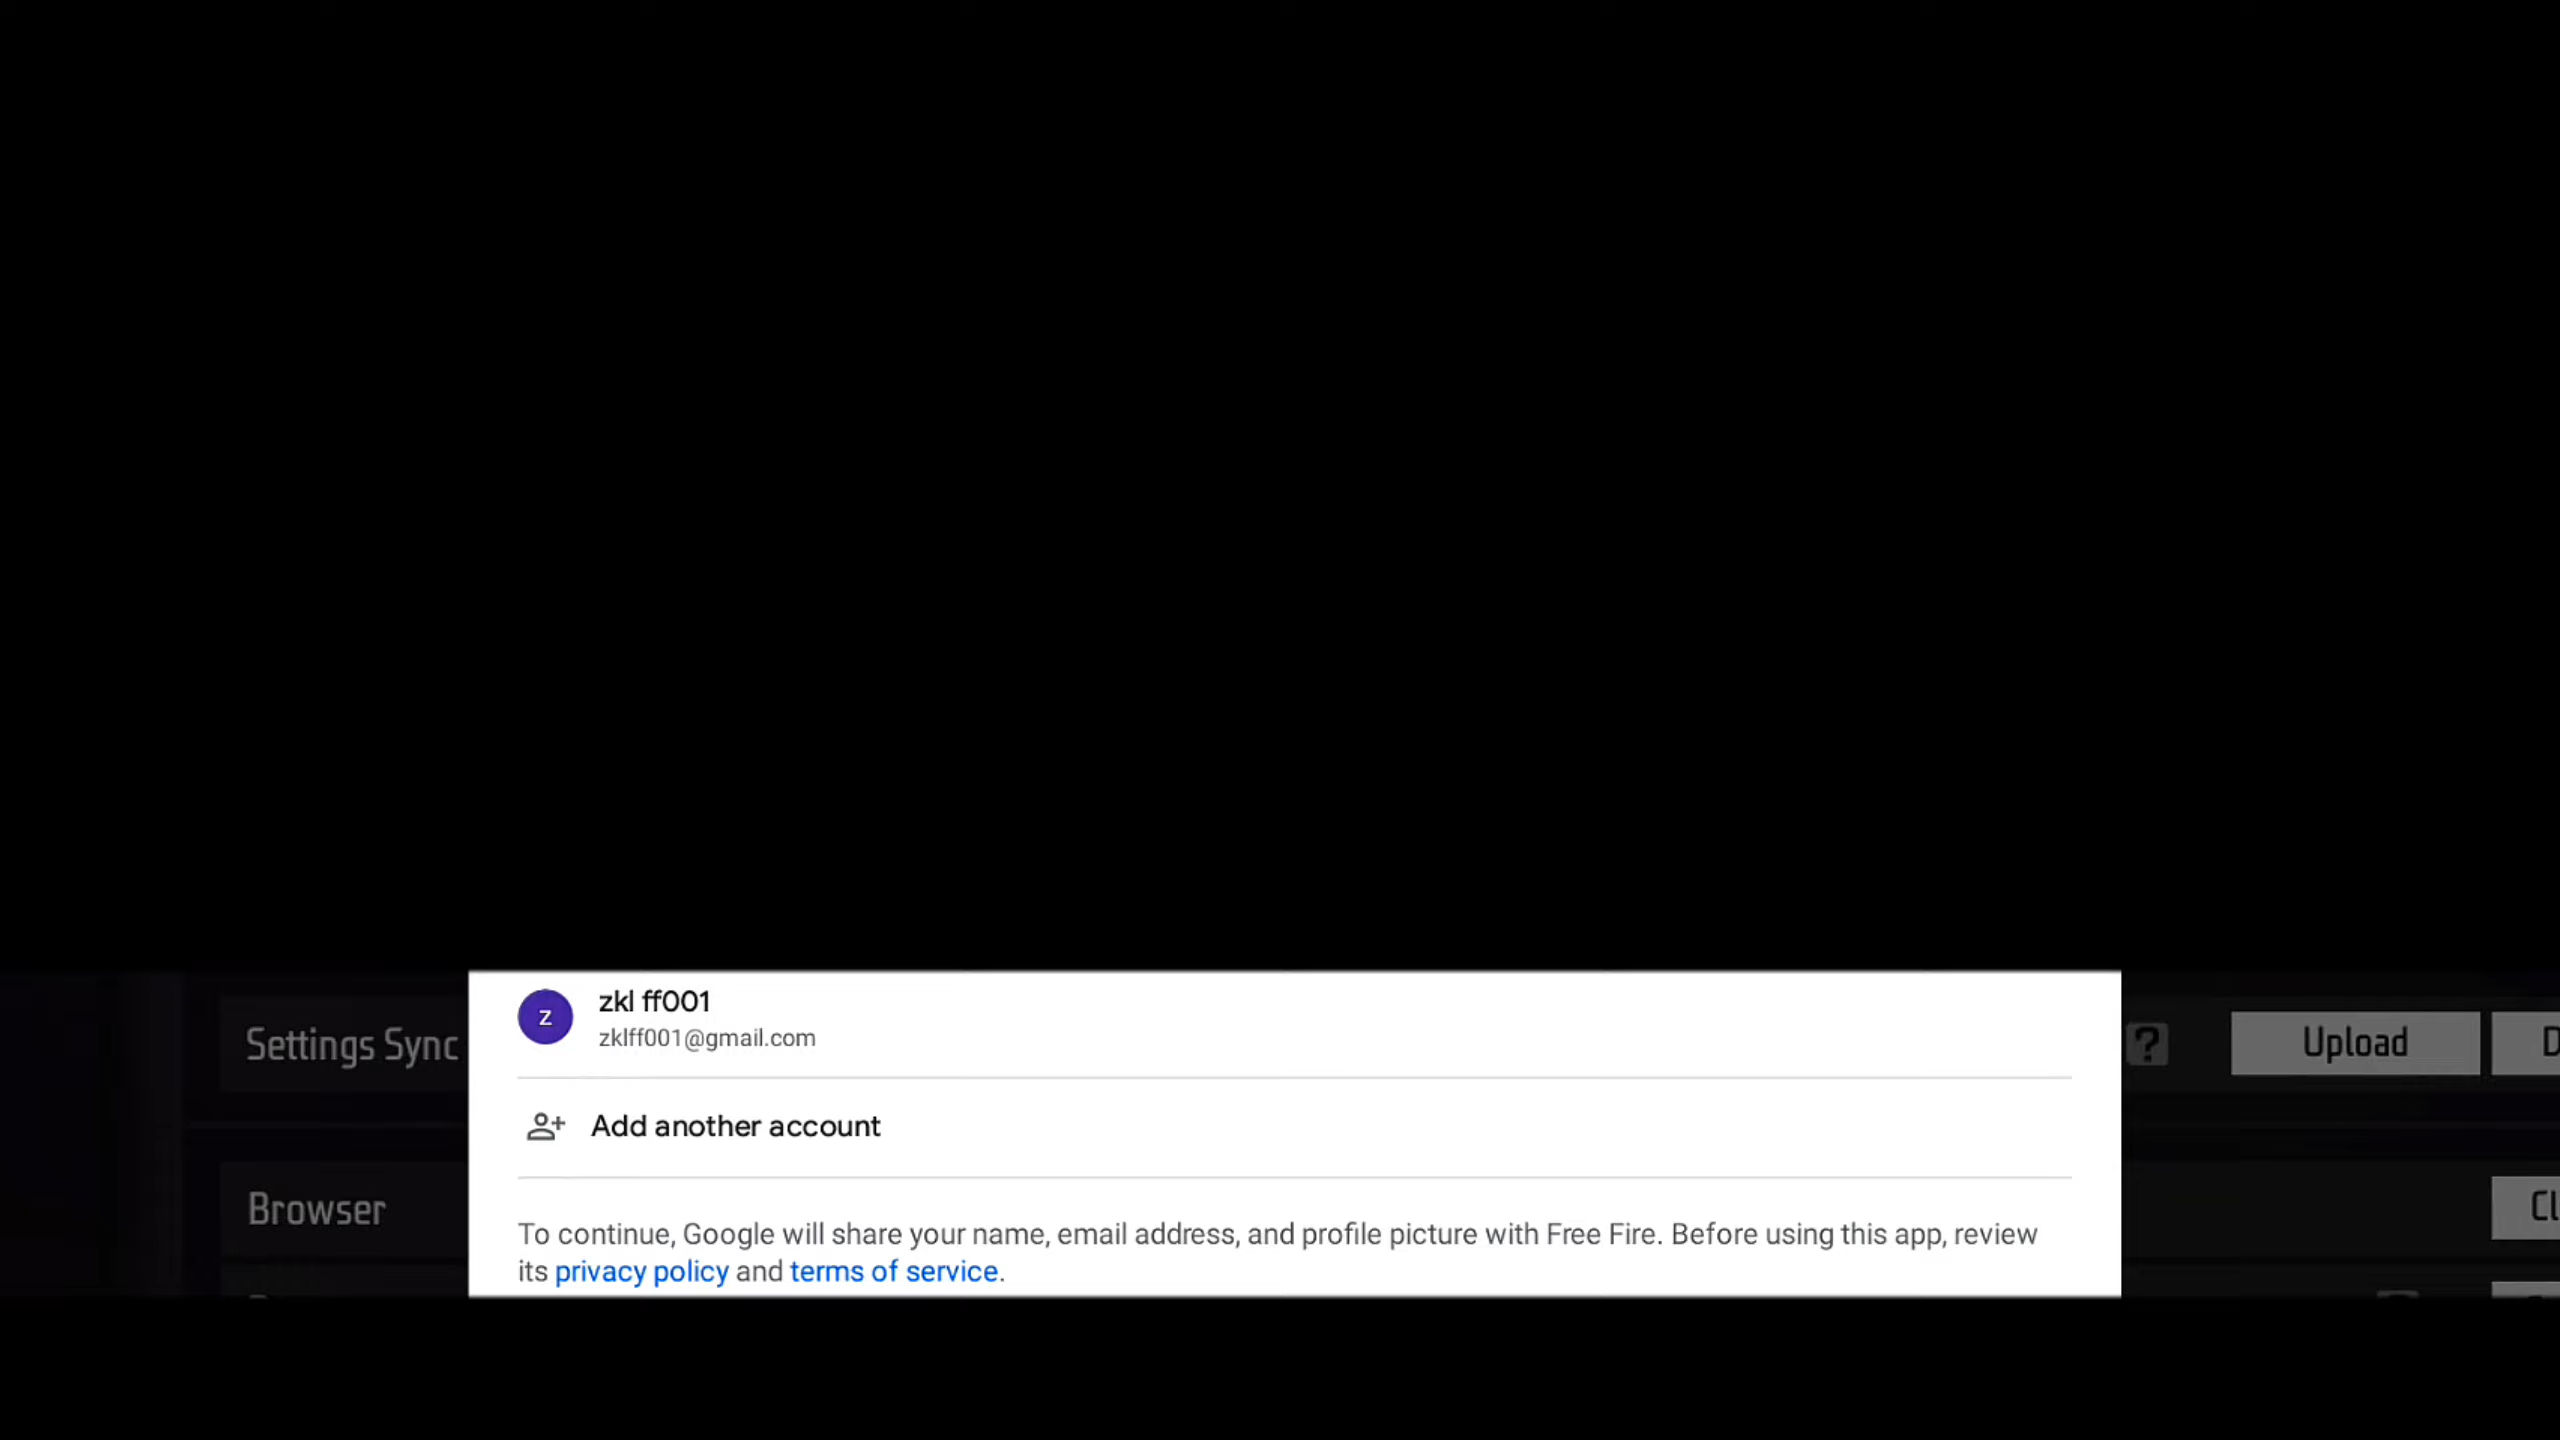 zkl ff001
z
zklff001@gmail.com
Settings Sync
?
Upload
Add another account
Browser
To continue, Google will share your name, email address, and profile picture with Free Fire. Before using this app, review
its privacy policy and terms of service.